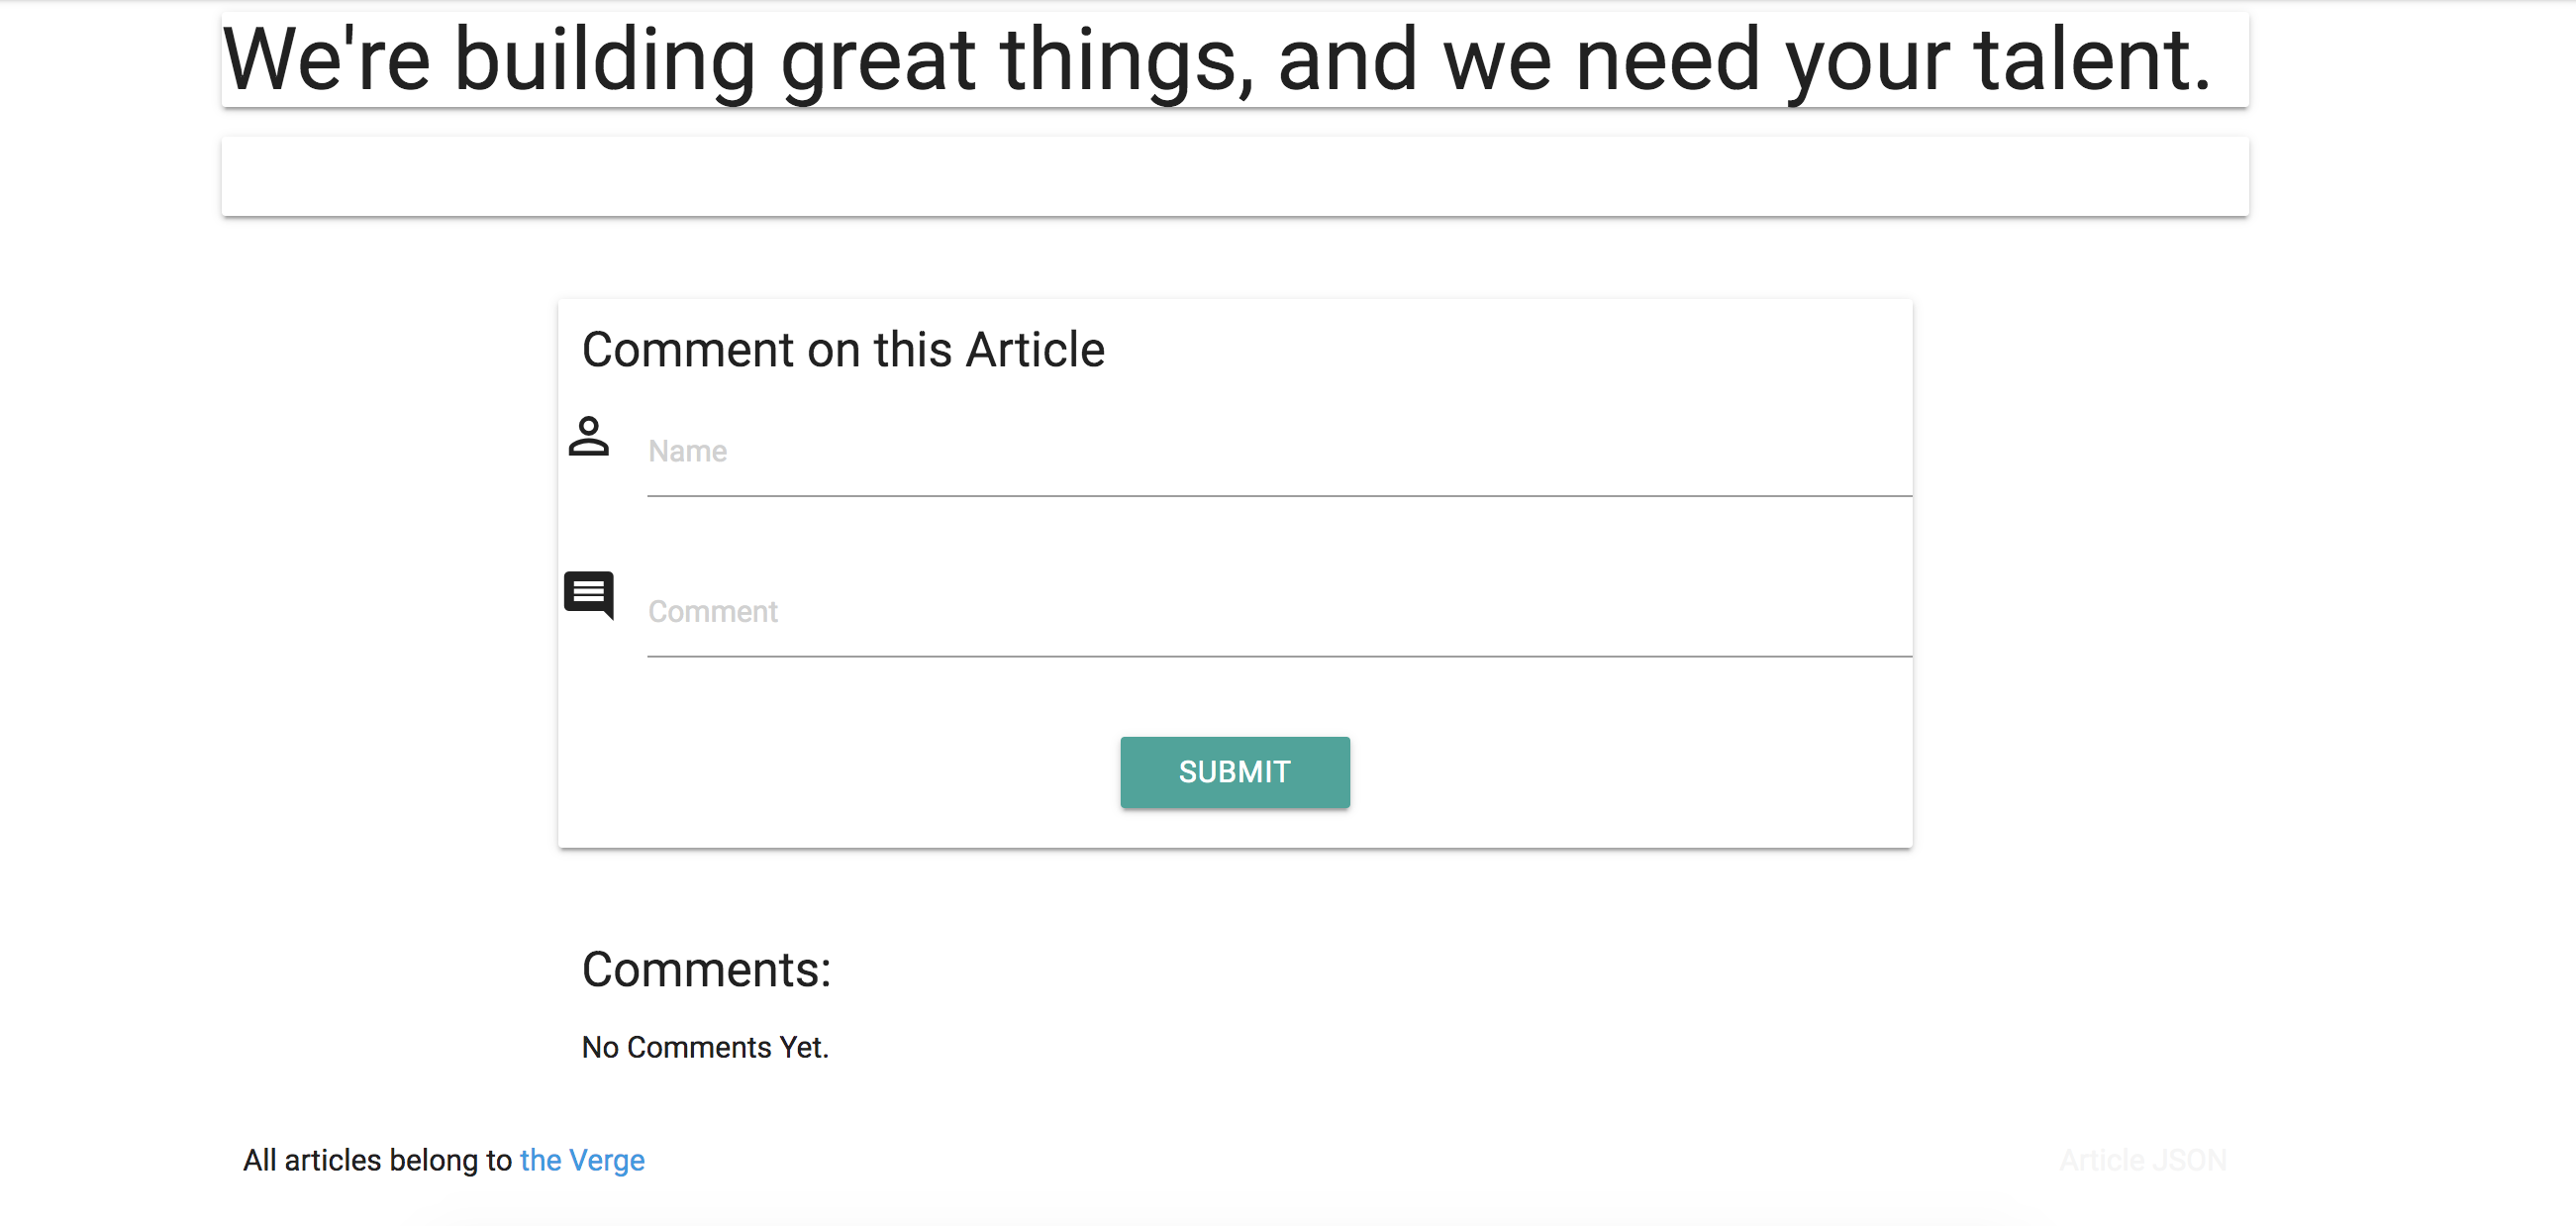 We're building great things, and we need your talent.
Comment on this Article
Name
Comment
SUBMIT
Comments:
No Comments Yet.
All articles belong to the Verge
Article JSON